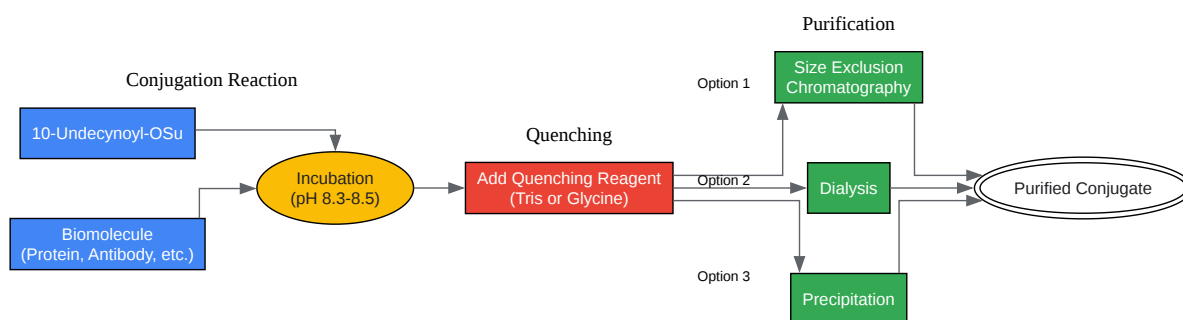 Conjugation Reaction
10-Undecynoyl-OSu
Biomolecule
(Protein, Antibody, etc.)
Incubation
(pH 8.3-8.5)
Quenching
Add Quenching Reagent
(Tris or Glycine)
Purification
Option 1
Size Exclusion
Chromatography
Option 2
Dialysis
Option 3
Precipitation
Purified Conjugate